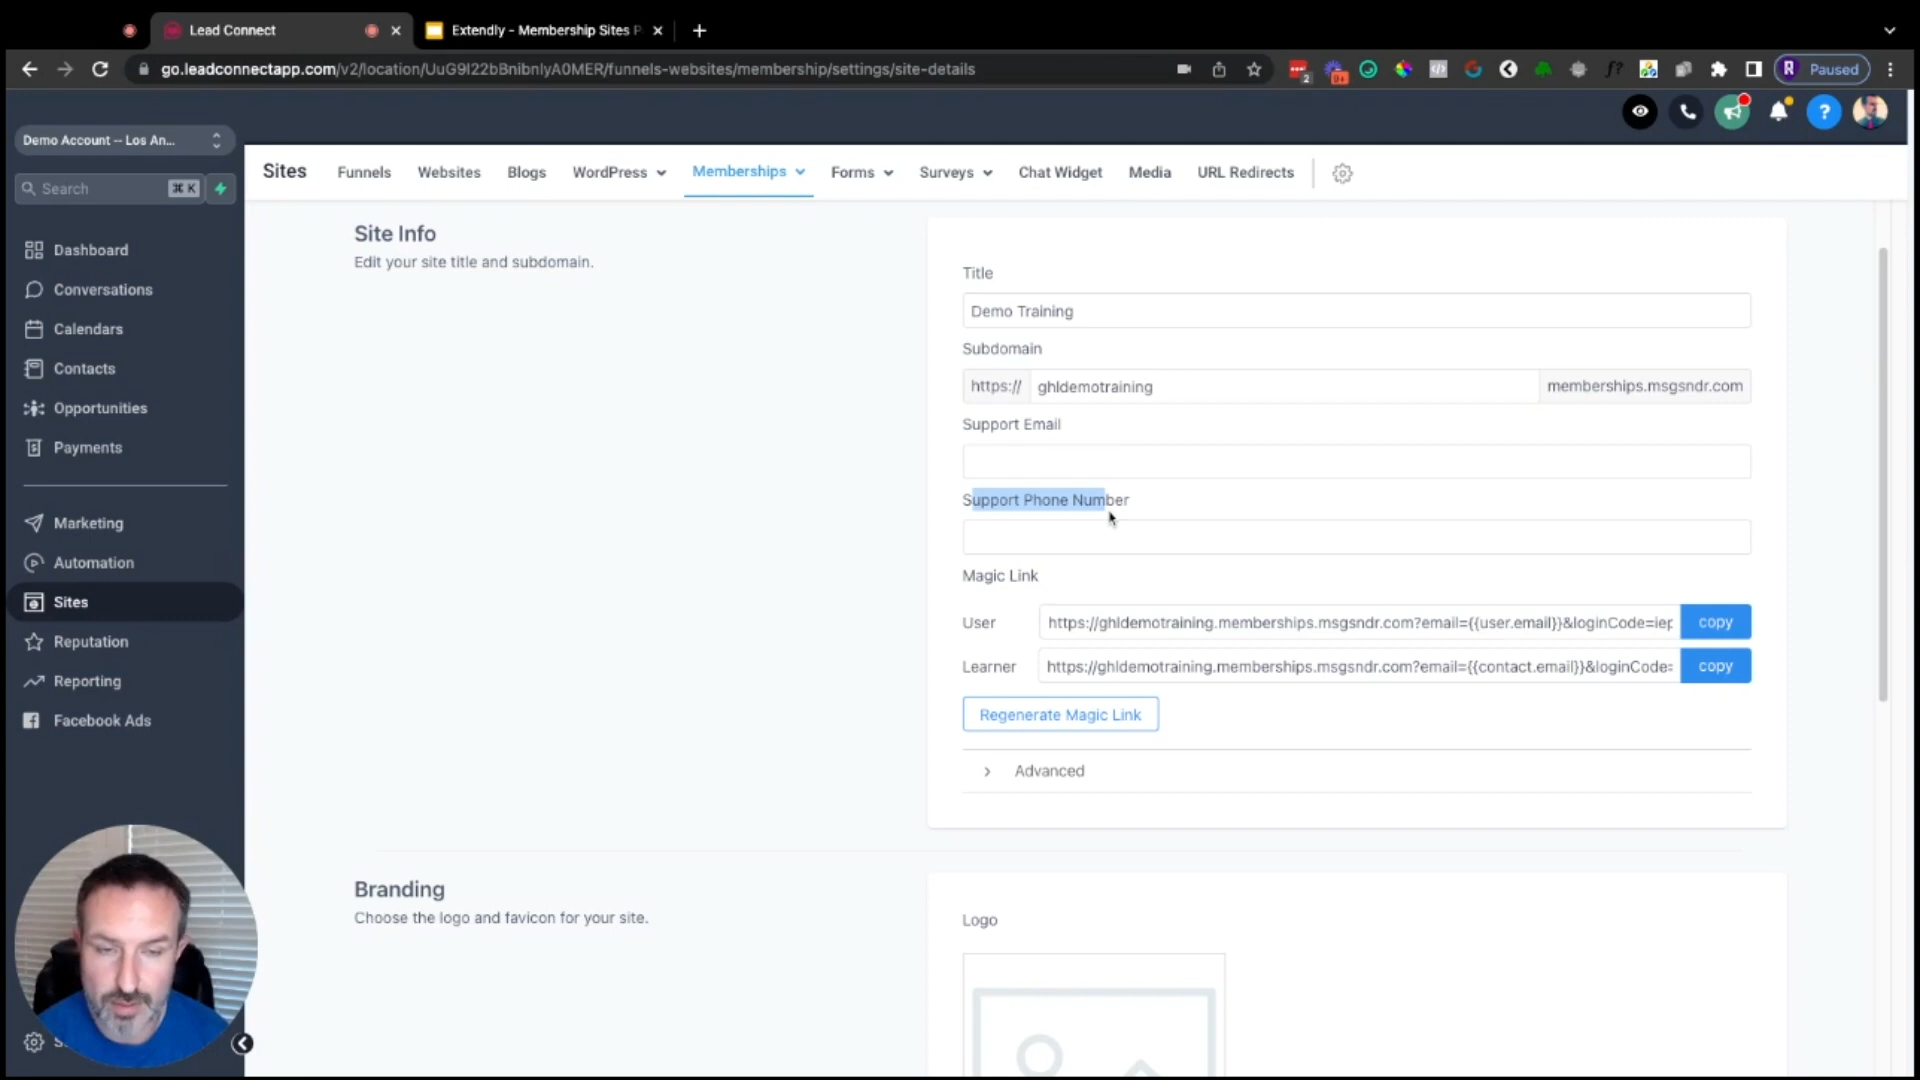 Lead Connect
Extendly - Membership Sites P
go.leadconnectapp.com/v2/location/UuG9I22bBnibnlyA0MER/funnels-websites/membership/settings/site-details
2
9+
R Paused
Demo Account -- Los An...
Search ⌘ K
Dashboard
Conversations
Calendars
Contacts
Opportunities
Payments
Marketing
Automation
Sites
Reputation
Reporting
Facebook Ads
Sites Funnels Websites Blogs WordPress Memberships Forms Surveys Chat Widget Media URL Redirects
Site Info
Edit your site title and subdomain.
Title
Demo Training
Subdomain
https:// ghldemotraining memberships.msgsndr.com
Support Email
Support Phone Number
Magic Link
User https://ghldemotraining.memberships.msgsndr.com?email={{user.email}}&loginCode=iep copy
Learner https://ghldemotraining.memberships.msgsndr.com?email={{contact.email}}&loginCode= copy
Regenerate Magic Link
Advanced
Branding
Choose the logo and favicon for your site.
Logo